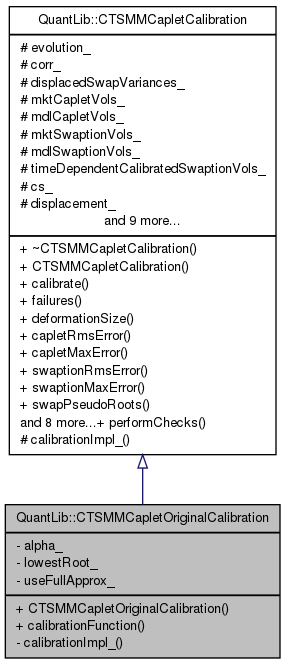 QuantLib::CTSMMCapletCalibration
# evolution_
# corr_
# displacedSwapVariances_
# mktCapletVols_
# mdlCapletVols_
# mktSwaptionVols_
# mdlSwaptionVols_
# timeDependentCalibratedSwaptionVols_
# cs_
# displacement_
and 9 more...
+ ~CTSMMCapletCalibration()
+ CTSMMCapletCalibration()
+ calibrate()
+ failures()
+ deformationSize()
+ capletRmsError()
+ capletMaxError()
+ swaptionRmsError()
+ swaptionMaxError()
+ swapPseudoRoots()
and 8 more...+ performChecks()
# calibrationImpl_()
QuantLib::CTSMMCapletOriginalCalibration
- alpha_
- lowestRoot_
- useFullApprox_
+ CTSMMCapletOriginalCalibration()
+ calibrationFunction()
- calibrationImpl_()